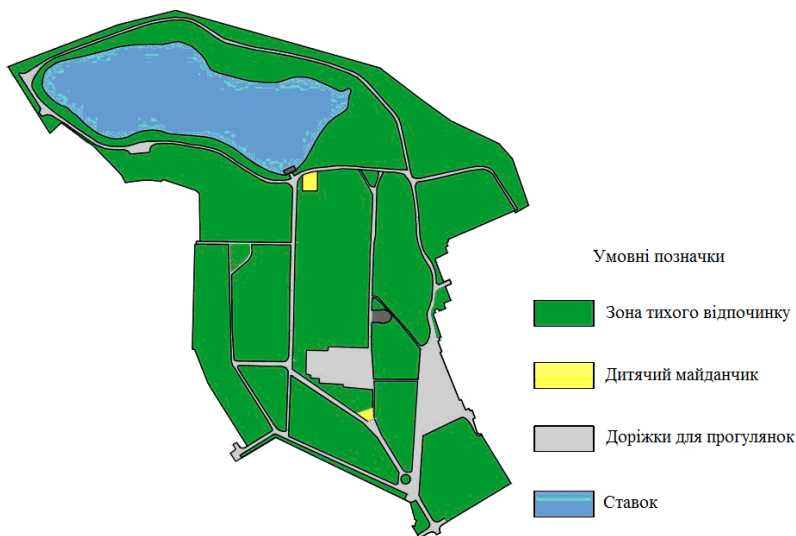 Умовні позначки
Зона тихого відпочинку
Дитячий майданчик
Доріжки для прогулянок
Ставок